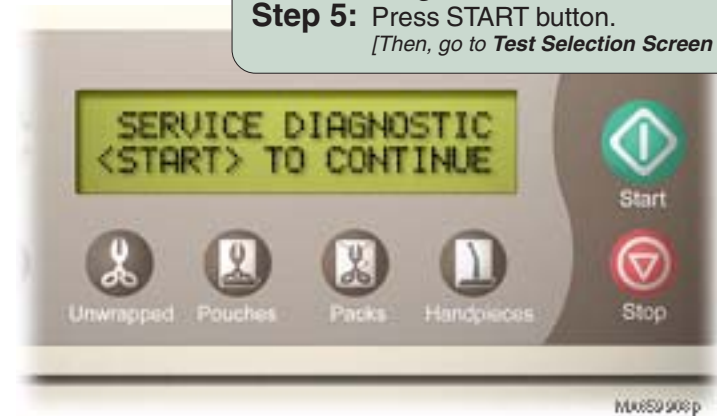 Step 5: Press START button.
[Then, go to Test Selection Screen
SERVICE DIAGNOSTIC
<START> TO CONTINUE
Start
Unwrapped Pouches Packs Handpieces
Stop
MA859908p